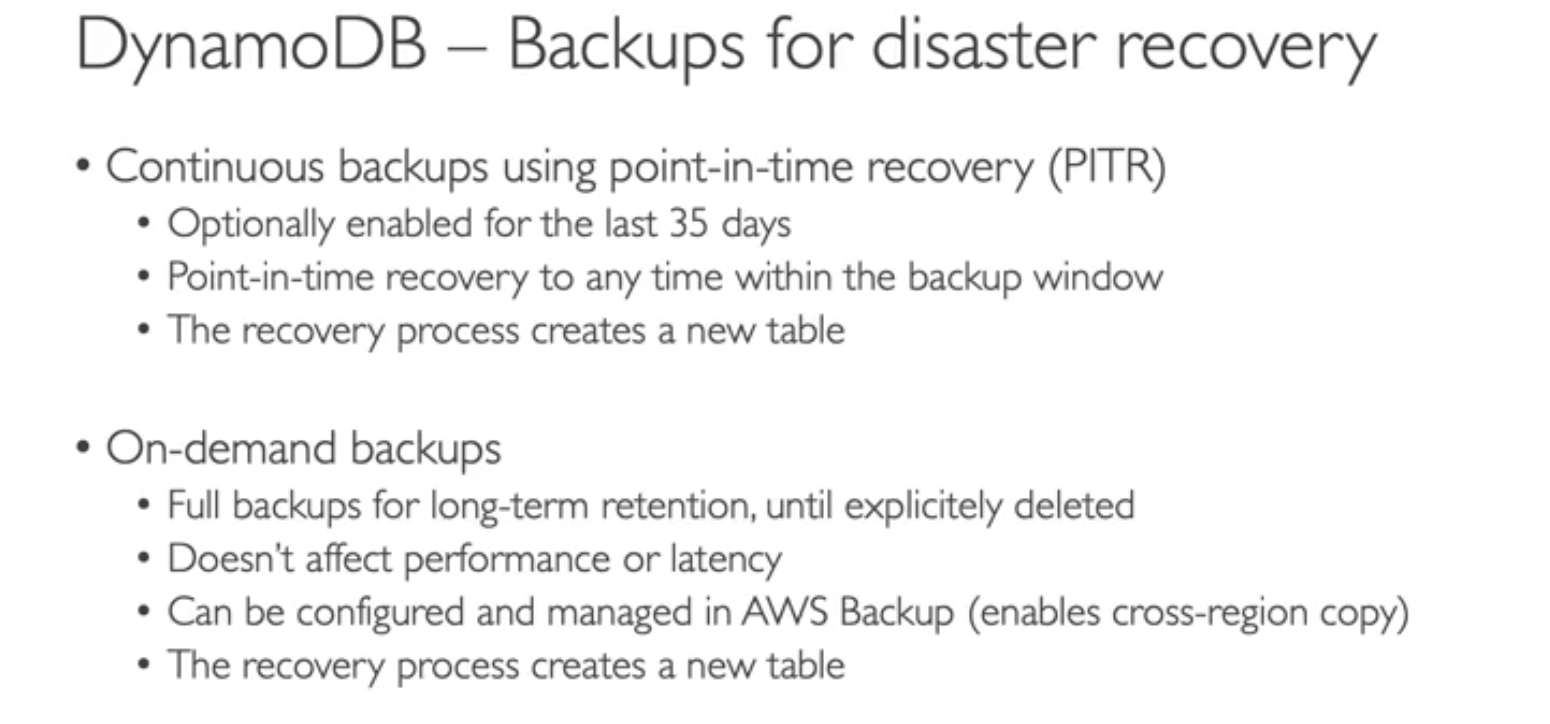 DynamoDB – Backups for disaster recovery
• Continuous backups using point-in-time recovery (PITR)
• Optionally enabled for the last 35 days
• Point-in-time recovery to any time within the backup window
• The recovery process creates a new table
• On-demand backups
• Full backups for long-term retention, until explicitely deleted
• Doesn't affect performance or latency
• Can be configured and managed in AWS Backup (enables cross-region copy)
• The recovery process creates a new table